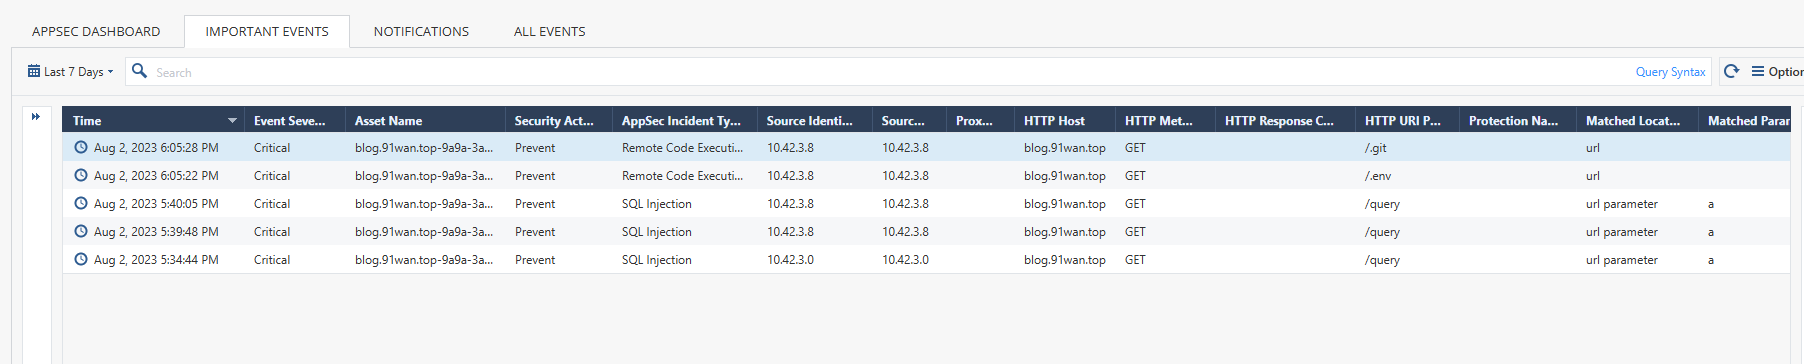 APPSEC DASHBOARD IMPORTANT EVENTS NOTIFICATIONS ALL EVENTS
Last 7 Days Search Query Syntax Option
Time Event Seve... Asset Name Security Act... AppSec Incident Ty... Source Identi... Sourc... Prox... HTTP Host HTTP Met... HTTP Response C... HTTP URI P... Protection Na... Matched Locat... Matched Parar
Aug 2, 2023 6:05:28 PM Critical blog.91wan.top-9a9a-3a... Prevent Remote Code Executi... 10.42.3.8 10.42.3.8 blog.91wan.top GET /.git url
Aug 2, 2023 6:05:22 PM Critical blog.91wan.top-9a9a-3a... Prevent Remote Code Executi... 10.42.3.8 10.42.3.8 blog.91wan.top GET /.env url
Aug 2, 2023 5:40:05 PM Critical blog.91wan.top-9a9a-3a... Prevent SQL Injection 10.42.3.8 10.42.3.8 blog.91wan.top GET /query url parameter a
Aug 2, 2023 5:39:48 PM Critical blog.91wan.top-9a9a-3a... Prevent SQL Injection 10.42.3.8 10.42.3.8 blog.91wan.top GET /query url parameter a
Aug 2, 2023 5:34:44 PM Critical blog.91wan.top-9a9a-3a... Prevent SQL Injection 10.42.3.0 10.42.3.0 blog.91wan.top GET /query url parameter a